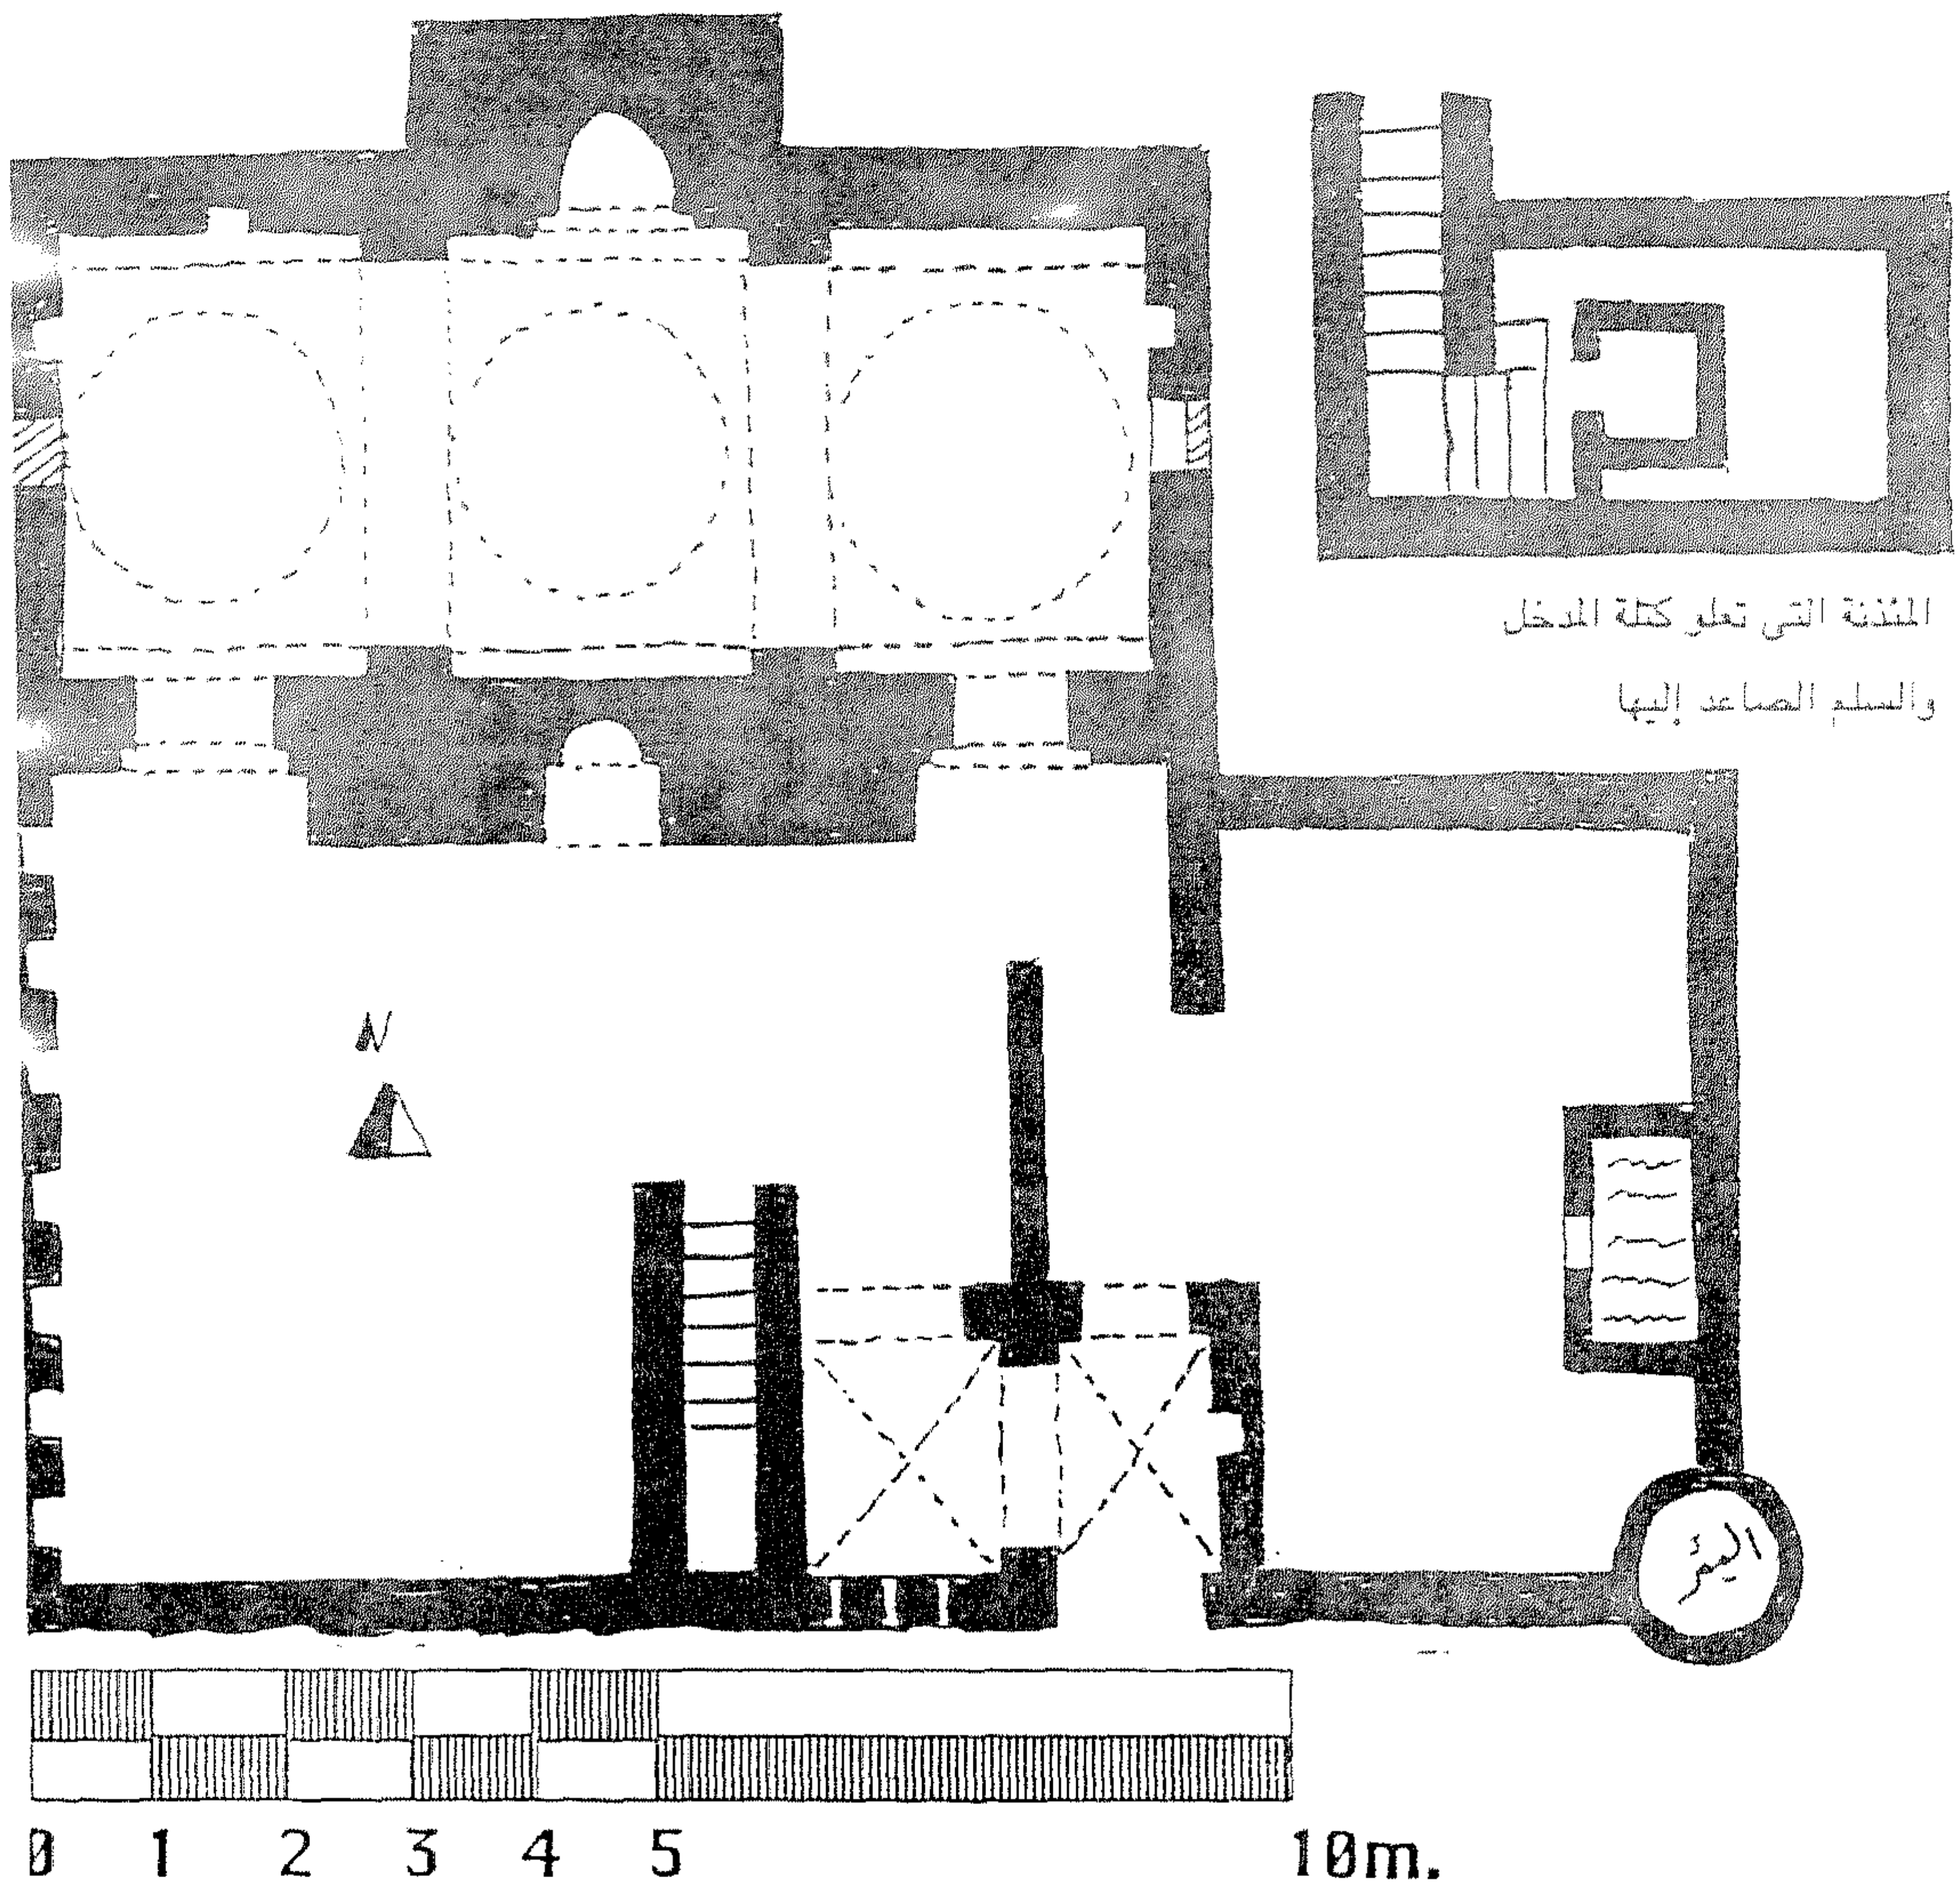 المئذنة التي تعلو كتلة المدخل
والسلم الصاعد إليها
N
البئر
0 1 2 3 4 5 10m.